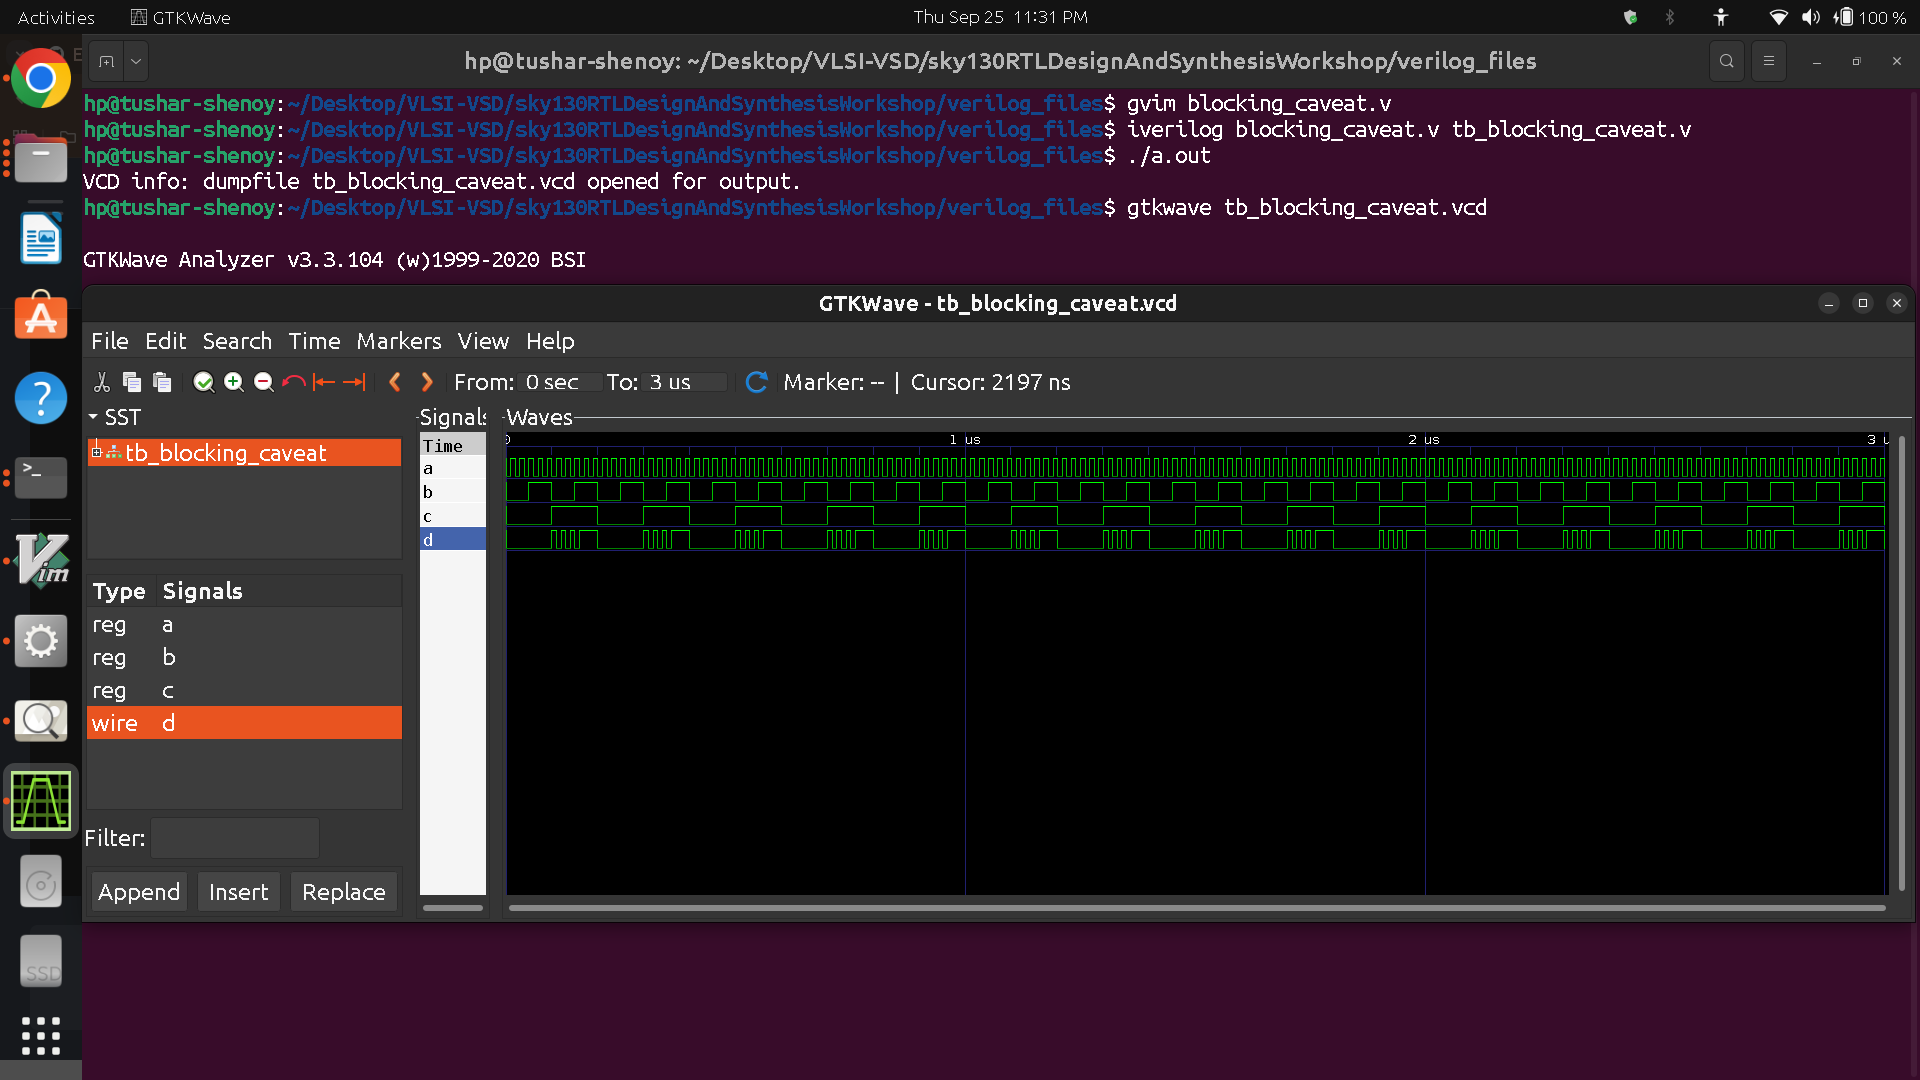 Activities GTKWave Thu Sep 25 11:31 PM 100 %
hp@tushar-shenoy: ~/Desktop/VLSI-VSD/sky130RTLDesignAndSynthesisWorkshop/verilog_files
hp@tushar-shenoy:~/Desktop/VLSI-VSD/sky130RTLDesignAndSynthesisWorkshop/verilog_files$ gvim blocking_caveat.v
hp@tushar-shenoy:~/Desktop/VLSI-VSD/sky130RTLDesignAndSynthesisWorkshop/verilog_files$ iverilog blocking_caveat.v tb_blocking_caveat.v
hp@tushar-shenoy:~/Desktop/VLSI-VSD/sky130RTLDesignAndSynthesisWorkshop/verilog_files$ ./a.out
VCD info: dumpfile tb_blocking_caveat.vcd opened for output.
hp@tushar-shenoy:~/Desktop/VLSI-VSD/sky130RTLDesignAndSynthesisWorkshop/verilog_files$ gtkwave tb_blocking_caveat.vcd
GTKWave Analyzer v3.3.104 (w)1999-2020 BSI
GTKWave - tb_blocking_caveat.vcd
File Edit Search Time Markers View Help
From: 0 sec To: 3 us Marker: -- | Cursor: 2197 ns
SST
tb_blocking_caveat
Type Signals
reg a
reg b
reg c
wire d
Filter:
Append Insert Replace
Signals
Time
a
b
c
d
Waves
0 1 us 2 us 3 u
Vim
SSD